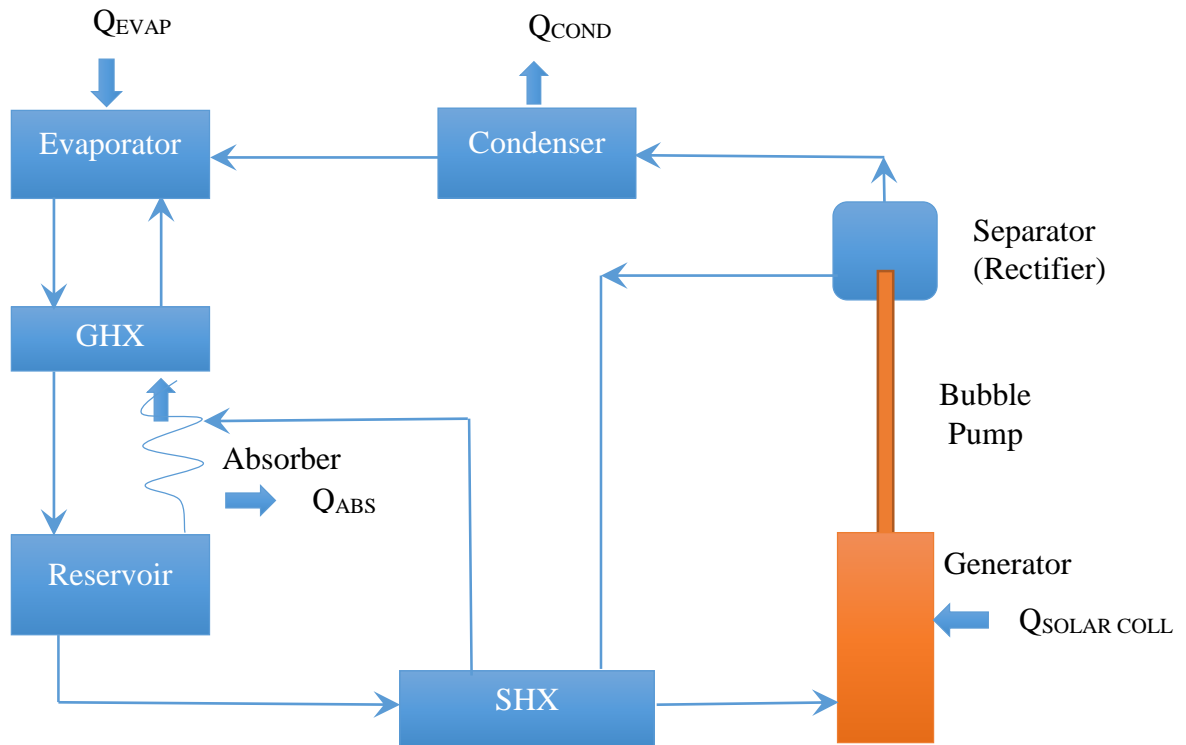 QEVAP
QCOND
Evaporator
Condenser
Separator
(Rectifier)
GHX
Bubble
Pump
Absorber
QABS
Reservoir
Generator
QSOLAR COLL
SHX